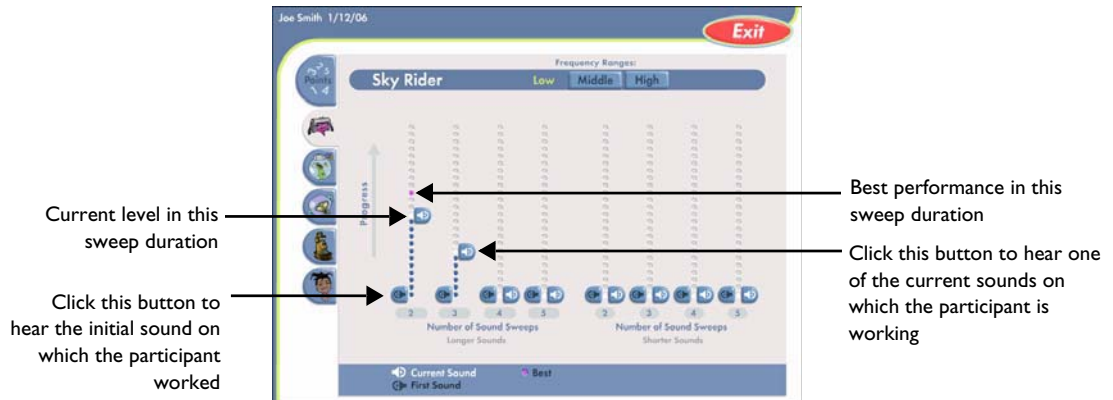 Joe Smith 1/12/06
Exit
Frequency Ranges:
Points
Sky Rider
Low
Middle
High
Progress
Current level in this
sweep duration
Click this button to
hear the initial sound on
which the participant
worked
Best performance in this
sweep duration
Click this button to hear one
of the current sounds on
which the participant is
working
2 3 4 5
Number of Sound Sweeps
Longer Sounds
2 3 4 5
Number of Sound Sweeps
Shorter Sounds
Current Sound
Best
First Sound